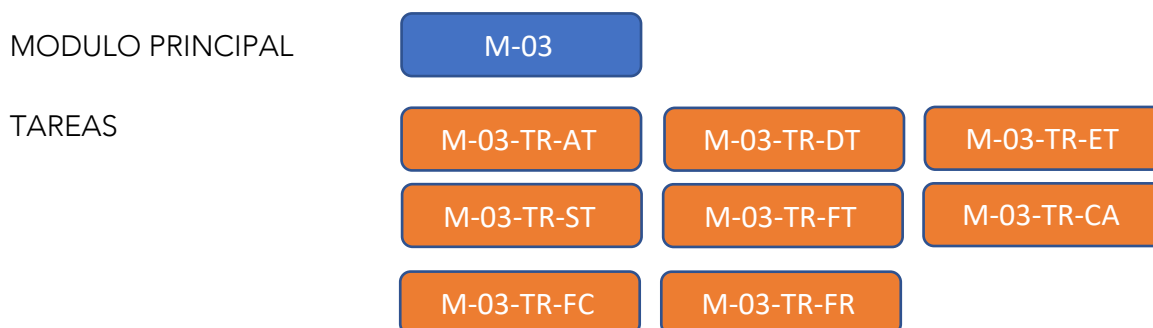 MODULO PRINCIPAL M-03
TAREAS M-03-TR-AT M-03-TR-DT M-03-TR-ET
M-03-TR-ST M-03-TR-FT M-03-TR-CA
M-03-TR-FC M-03-TR-FR